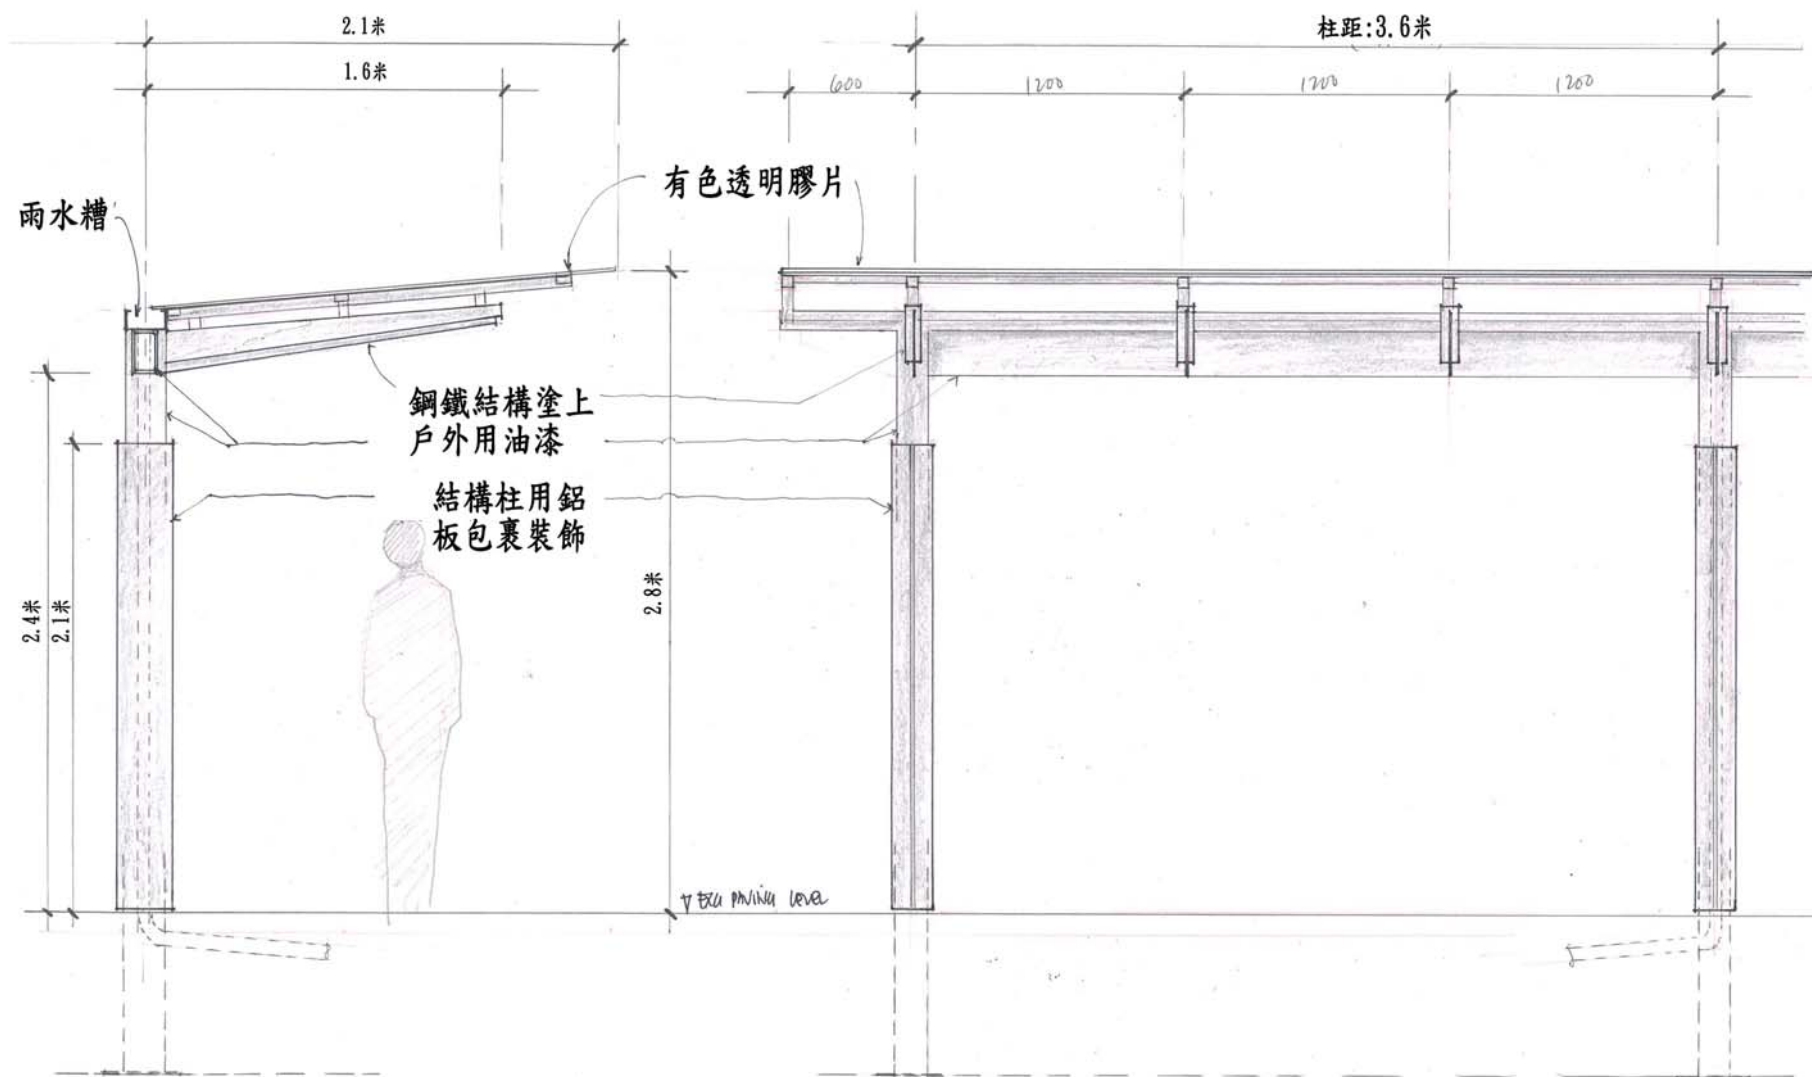 2.1米
柱距:3.6米
1.6米
600
1200
1200
1200
有色透明膠片
雨水糟
鋼鐵結構塗上
戶外用油漆
結構柱用鋁
板包裹裝飾
2.4米
2.1米
2.8米
PAVING LEVEL